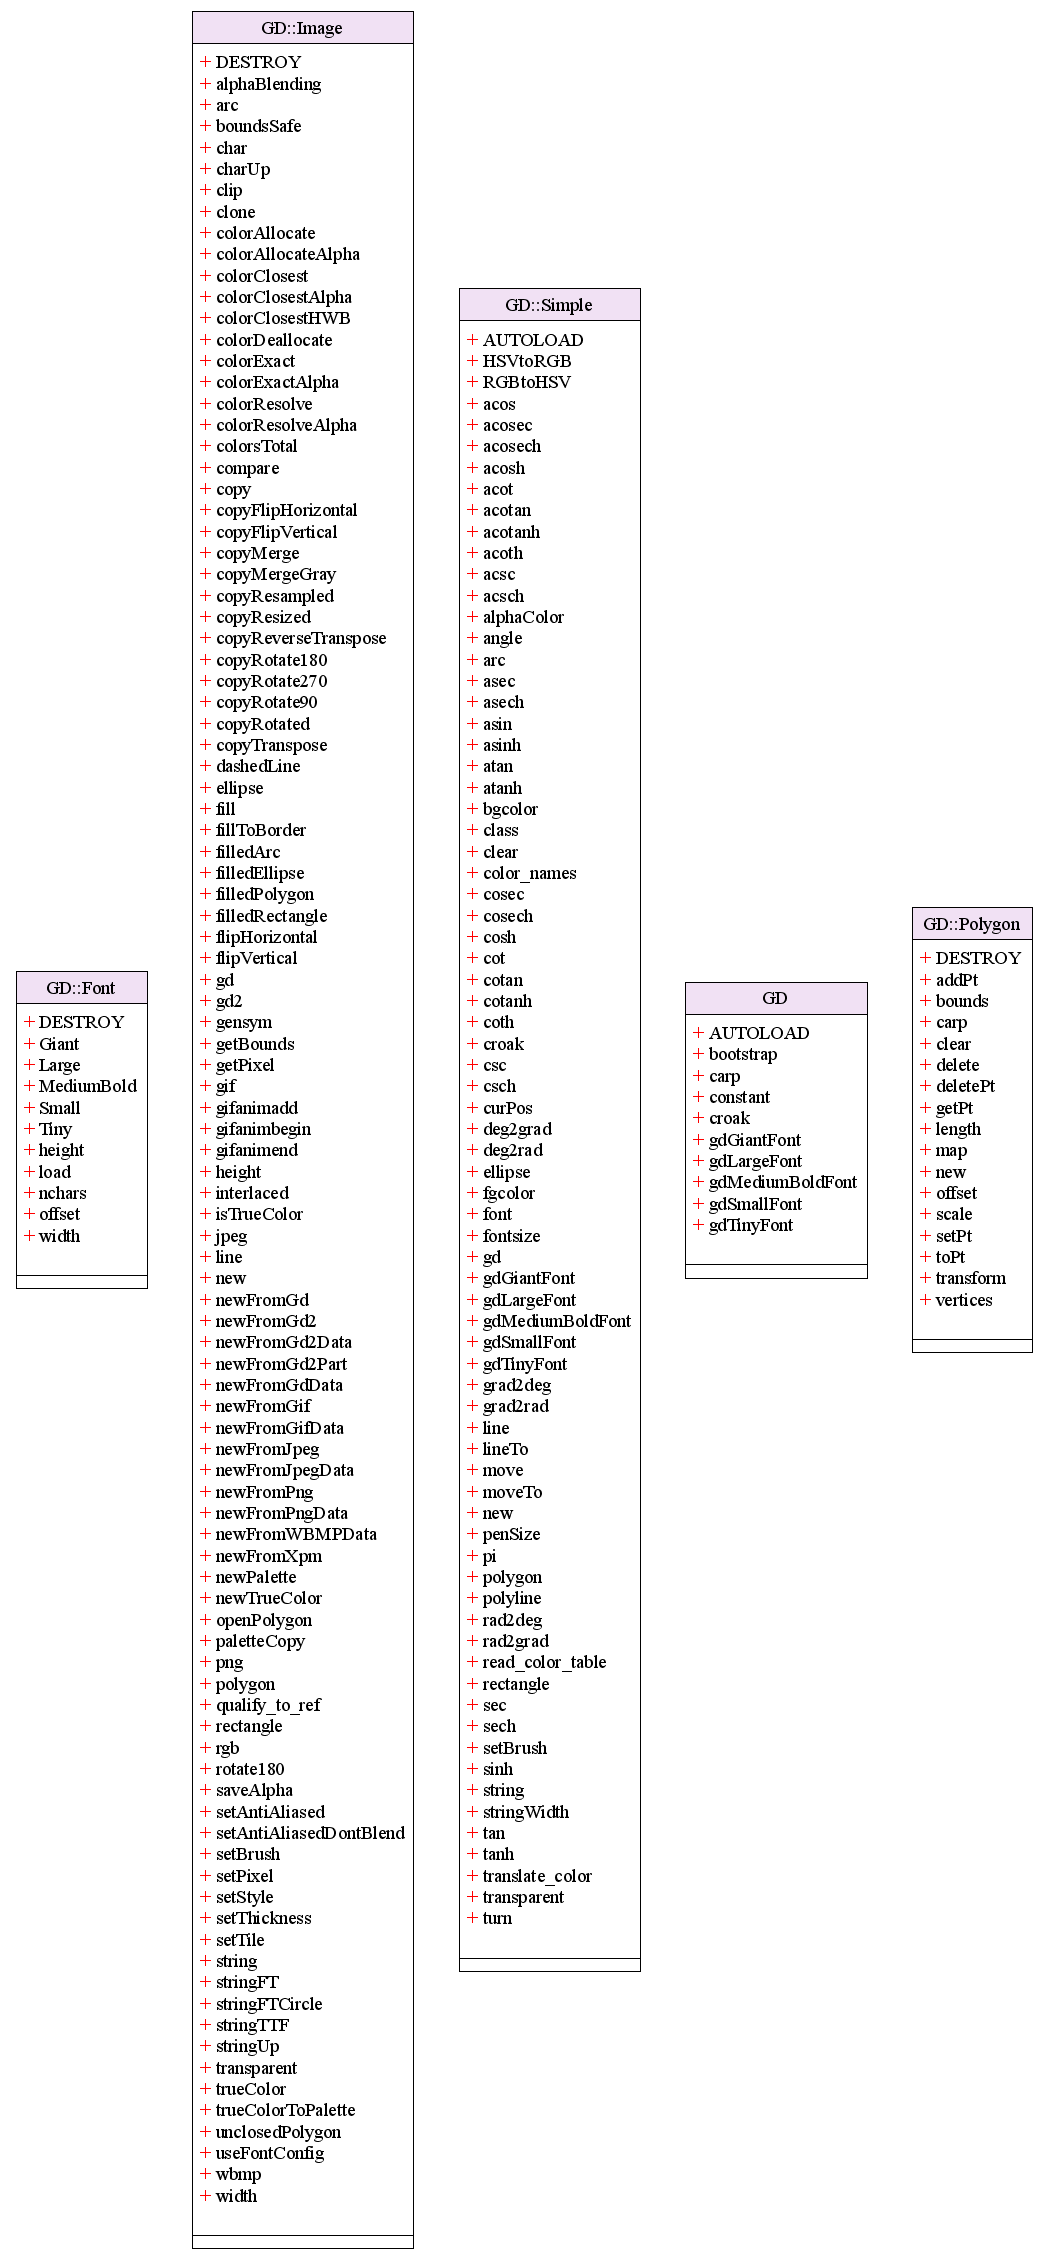 GD::Image
+ DESTROY
+ alphaBlending
+ arc
+ boundsSafe
+ char
+ charUp
+ clip
+ clone
+ colorAllocate
+ colorAllocateAlpha
+ colorClosest
+ colorClosestAlpha
+ colorClosestHWB
+ colorDeallocate
+ colorExact
+ colorExactAlpha
+ colorResolve
+ colorResolveAlpha
+ colorsTotal
+ compare
+ copy
+ copyFlipHorizontal
+ copyFlipVertical
+ copyMerge
+ copyMergeGray
+ copyResampled
+ copyResized
+ copyReverseTranspose
+ copyRotate180
+ copyRotate270
+ copyRotate90
+ copyRotated
+ copyTranspose
+ dashedLine
+ ellipse
+ fill
+ fillToBorder
+ filledArc
+ filledEllipse
+ filledPolygon
+ filledRectangle
+ flipHorizontal
+ flipVertical
+ gd
+ gd2
+ gensym
+ getBounds
+ getPixel
+ gif
+ gifanimadd
+ gifanimbegin
+ gifanimend
+ height
+ interlaced
+ isTrueColor
+ jpeg
+ line
+ new
+ newFromGd
+ newFromGd2
+ newFromGd2Data
+ newFromGd2Part
+ newFromGdData
+ newFromGif
+ newFromGifData
+ newFromJpeg
+ newFromJpegData
+ newFromPng
+ newFromPngData
+ newFromWBMPData
+ newFromXpm
+ newPalette
+ newTrueColor
+ openPolygon
+ paletteCopy
+ png
+ polygon
+ qualify_to_ref
+ rectangle
+ rgb
+ rotate180
+ saveAlpha
+ setAntiAliased
+ setAntiAliasedDontBlend
+ setBrush
+ setPixel
+ setStyle
+ setThickness
+ setTile
+ string
+ stringFT
+ stringFTCircle
+ stringTTF
+ stringUp
+ transparent
+ trueColor
+ trueColorToPalette
+ unclosedPolygon
+ useFontConfig
+ wbmp
+ width
GD::Simple
+ AUTOLOAD
+ HSVtoRGB
+ RGBtoHSV
+ acos
+ acosec
+ acosech
+ acosh
+ acot
+ acotan
+ acotanh
+ acoth
+ acsc
+ acsch
+ alphaColor
+ angle
+ arc
+ asec
+ asech
+ asin
+ asinh
+ atan
+ atanh
+ bgcolor
+ class
+ clear
+ color_names
+ cosec
+ cosech
+ cosh
+ cot
+ cotan
+ cotanh
+ coth
+ croak
+ csc
+ csch
+ curPos
+ deg2grad
+ deg2rad
+ ellipse
+ fgcolor
+ font
+ fontsize
+ gd
+ gdGiantFont
+ gdLargeFont
+ gdMediumBoldFont
+ gdSmallFont
+ gdTinyFont
+ grad2deg
+ grad2rad
+ line
+ lineTo
+ move
+ moveTo
+ new
+ penSize
+ pi
+ polygon
+ polyline
+ rad2deg
+ rad2grad
+ read_color_table
+ rectangle
+ sec
+ sech
+ setBrush
+ sinh
+ string
+ stringWidth
+ tan
+ tanh
+ translate_color
+ transparent
+ turn
GD::Font
+ DESTROY
+ Giant
+ Large
+ MediumBold
+ Small
+ Tiny
+ height
+ load
+ nchars
+ offset
+ width
GD
+ AUTOLOAD
+ bootstrap
+ carp
+ constant
+ croak
+ gdGiantFont
+ gdLargeFont
+ gdMediumBoldFont
+ gdSmallFont
+ gdTinyFont
GD::Polygon
+ DESTROY
+ addPt
+ bounds
+ carp
+ clear
+ delete
+ deletePt
+ getPt
+ length
+ map
+ new
+ offset
+ scale
+ setPt
+ toPt
+ transform
+ vertices